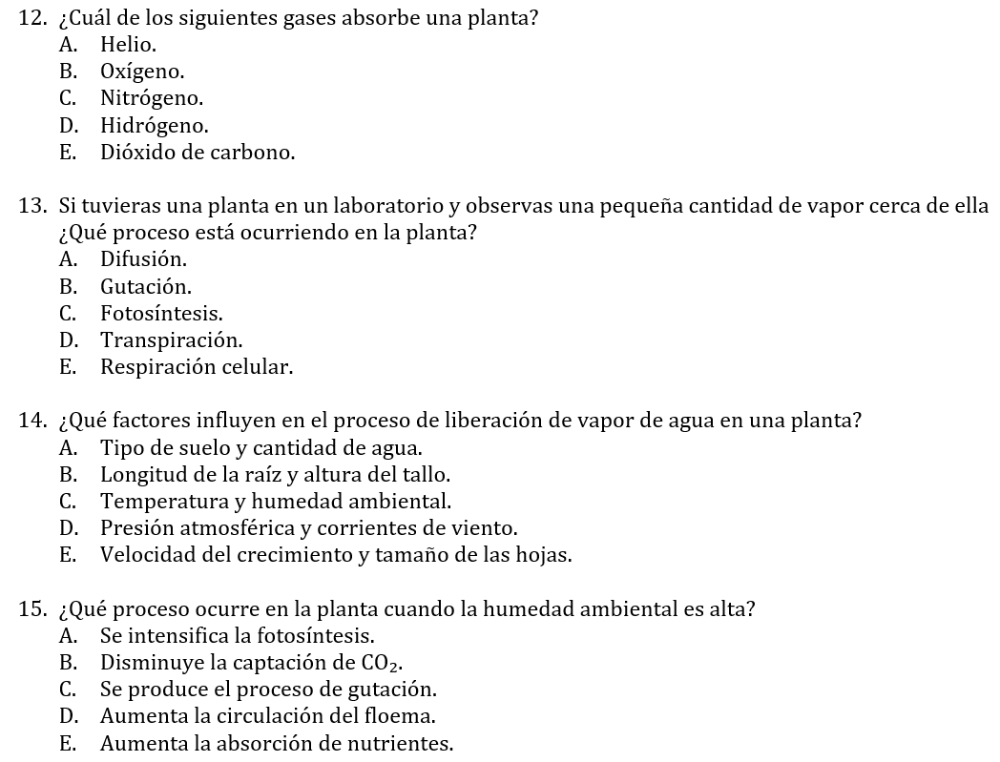 12. ¿Cuál de los siguientes gases absorbe una planta?
A. Helio.
B. Oxígeno.
C. Nitrógeno.
D. Hidrógeno.
E. Dióxido de carbono.
13. Si tuvieras una planta en un laboratorio y observas una pequeña cantidad de vapor cerca de ella
¿Qué proceso está ocurriendo en la planta?
A. Difusión.
B. Gutación.
C. Fotosíntesis.
D. Transpiración.
E. Respiración celular.
14. ¿Qué factores influyen en el proceso de liberación de vapor de agua en una planta?
A. Tipo de suelo y cantidad de agua.
B. Longitud de la raíz y altura del tallo.
C. Temperatura y humedad ambiental.
D. Presión atmosférica y corrientes de viento.
E. Velocidad del crecimiento y tamaño de las hojas.
15. ¿Qué proceso ocurre en la planta cuando la humedad ambiental es alta?
A. Se intensifica la fotosíntesis.
B. Disminuye la captación de CO₂.
C. Se produce el proceso de gutación.
D. Aumenta la circulación del floema.
E. Aumenta la absorción de nutrientes.